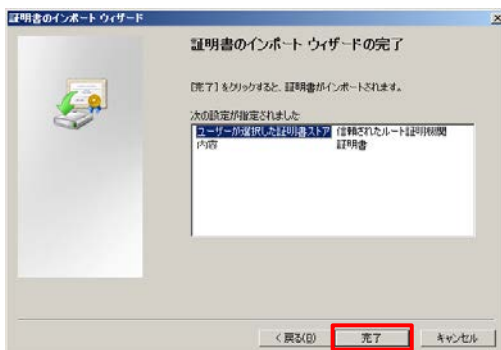 証明書のインポート ウィザード
証明書のインポート ウィザードの完了
[完了] をクリックすると、証明書がインポートされます。
次の設定が指定されました
ユーザーが選択した証明書ストア 信頼されたルート証明機関
内容 証明書
< 戻る(B) 完了 キャンセル